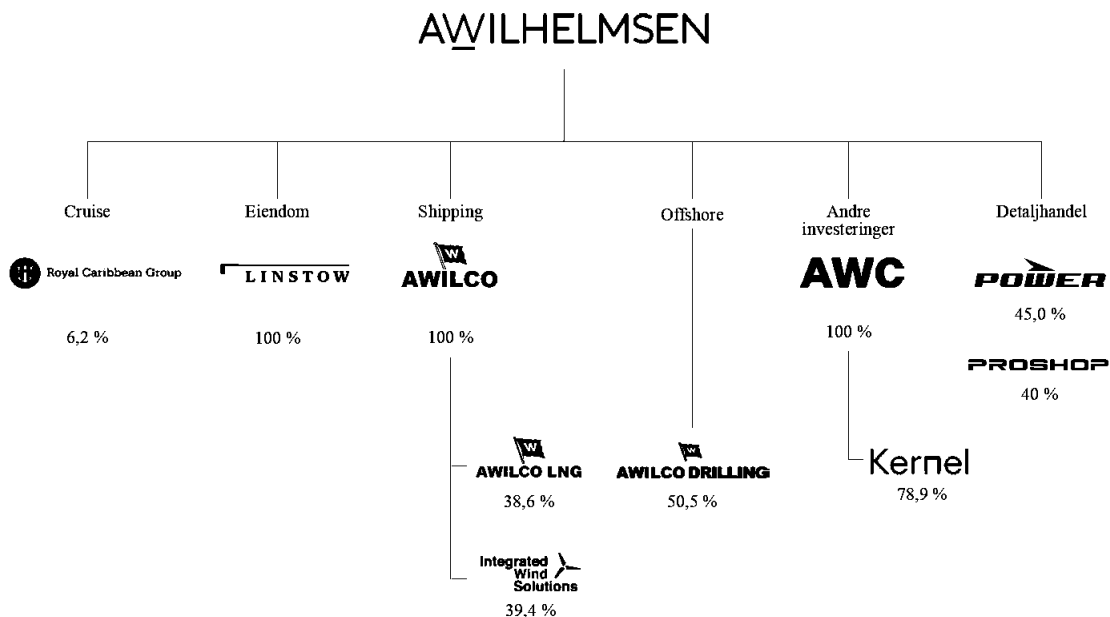 AWILHELMSEN
Cruise
Eiendom
Shipping
Offshore
Andre
investeringer
Detaljhandel
Royal Caribbean Group
LINSTOW
W
AWILCO
AWC
POWER
6,2 %
100 %
100 %
100 %
45,0 %
PROSHOP
40 %
W
AWILCO LNG
38,6 %
W
AWILCO DRILLING
50,5 %
Kernel
78,9 %
Integrated
Wind
Solutions
39,4 %